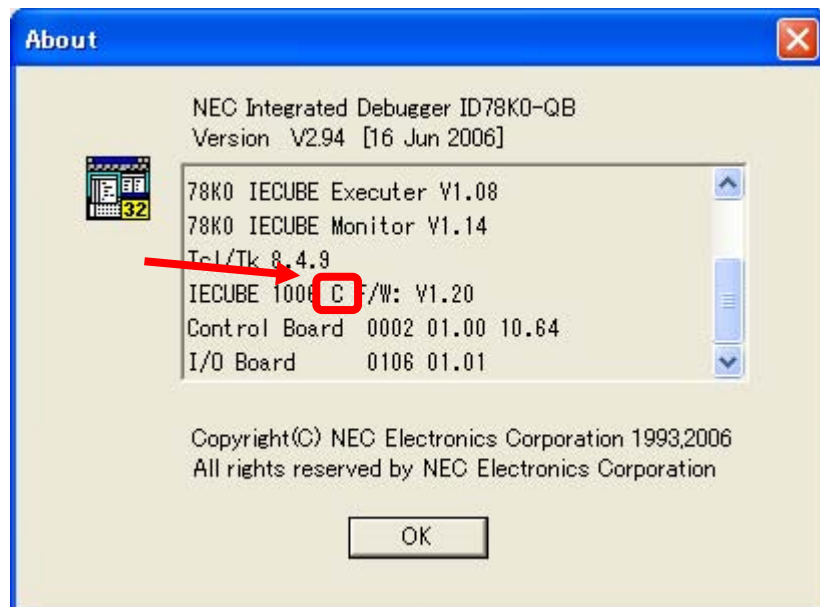 About
NEC Integrated Debugger ID78K0-QB
Version V2.94 [16 Jun 2006]
32
78K0 IECUBE Executer V1.08
78K0 IECUBE Monitor V1.14
Tcl/Tk 8.4.9
IECUBE 1006 C F/W: V1.20
Control Board 0002 01.00 10.64
I/O Board 0106 01.01
Copyright(C) NEC Electronics Corporation 1993,2006
All rights reserved by NEC Electronics Corporation
OK